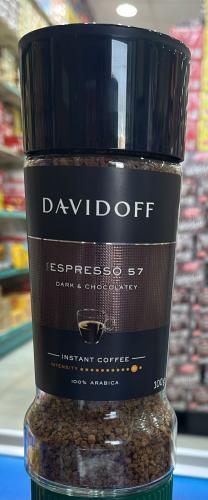 DAVIDOFF
ESPRESSO 57
DARK & CHOCOLATEY
INSTANT COFFEE
INTENSITY
100% ARABICA
100g